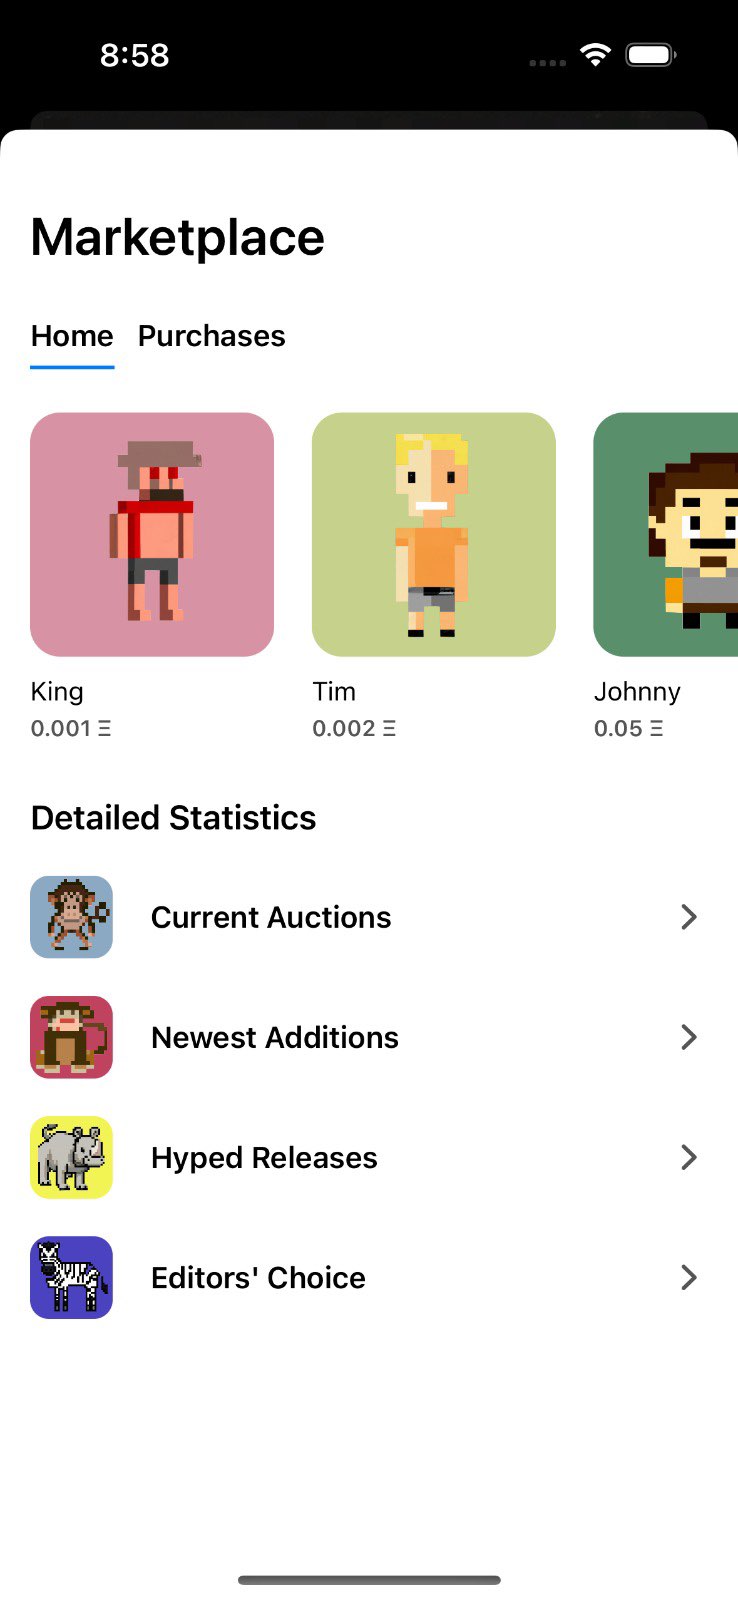 8:58
Marketplace
Home Purchases
King Tim Johnny
0.001 Ξ 0.002 Ξ 0.05 Ξ
Detailed Statistics
Current Auctions
Newest Additions
Hyped Releases
Editors' Choice